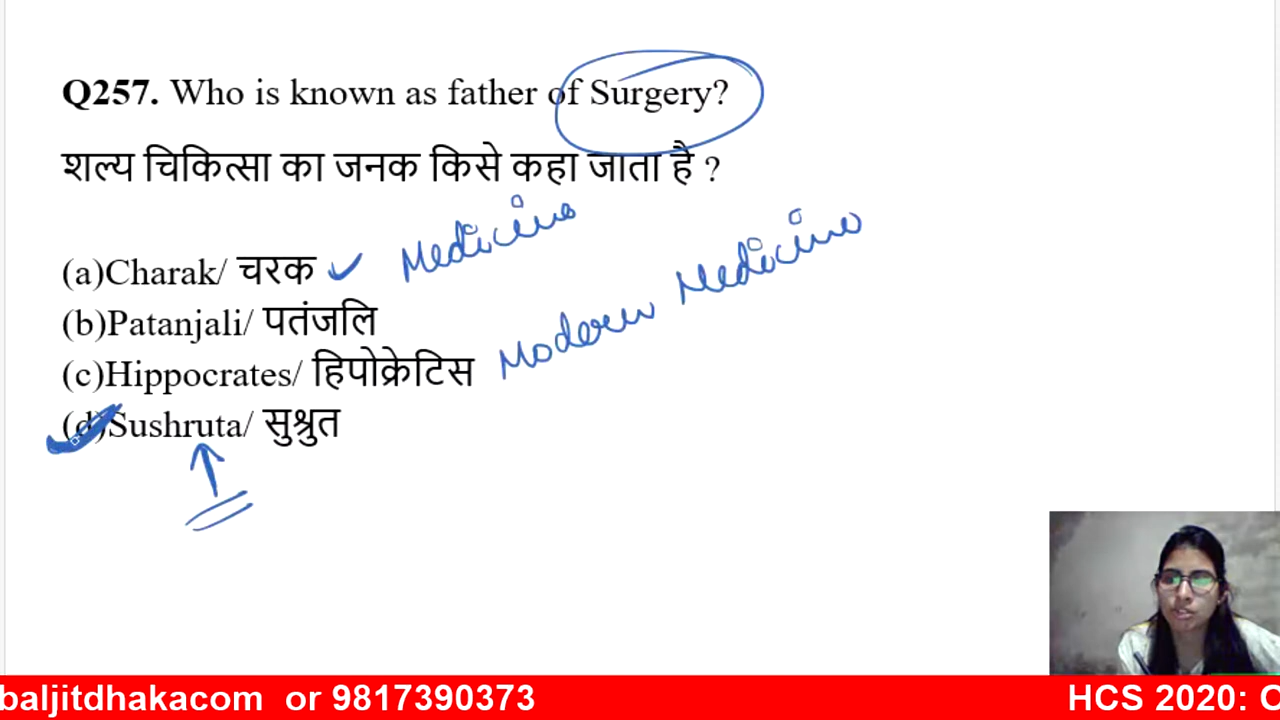 Q257. Who is known as father of Surgery?
शल्य चिकित्सा का जनक किसे कहा जाता है ?
(a)Charak/ चरक Medicine
(b)Patanjali/ पतंजलि
(c)Hippocrates/ हिपोक्रेटिस Modern Medicine
(d)Sushruta/ सुश्रुत
baljitdhakacom or 9817390373 HCS 2020: